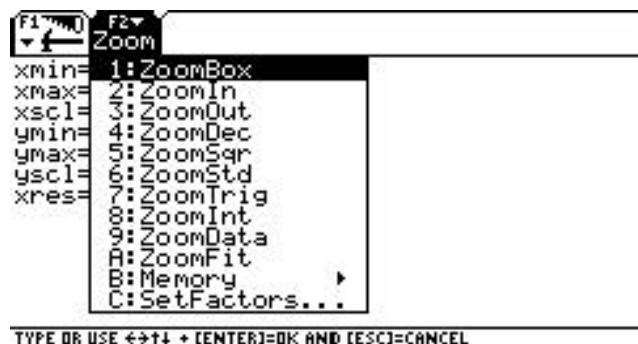 F1 F2
Zoom
xmin= 1:ZoomBox
xmax= 2:ZoomIn
xscl= 3:ZoomOut
ymin= 4:ZoomDec
ymax= 5:ZoomSqr
yscl= 6:ZoomStd
xres= 7:ZoomTrig
8:ZoomInt
9:ZoomData
A:ZoomFit
B:Memory
C:SetFactors...
TYPE OR USE ←→↑↓ + [ENTER]=OK AND [ESC]=CANCEL